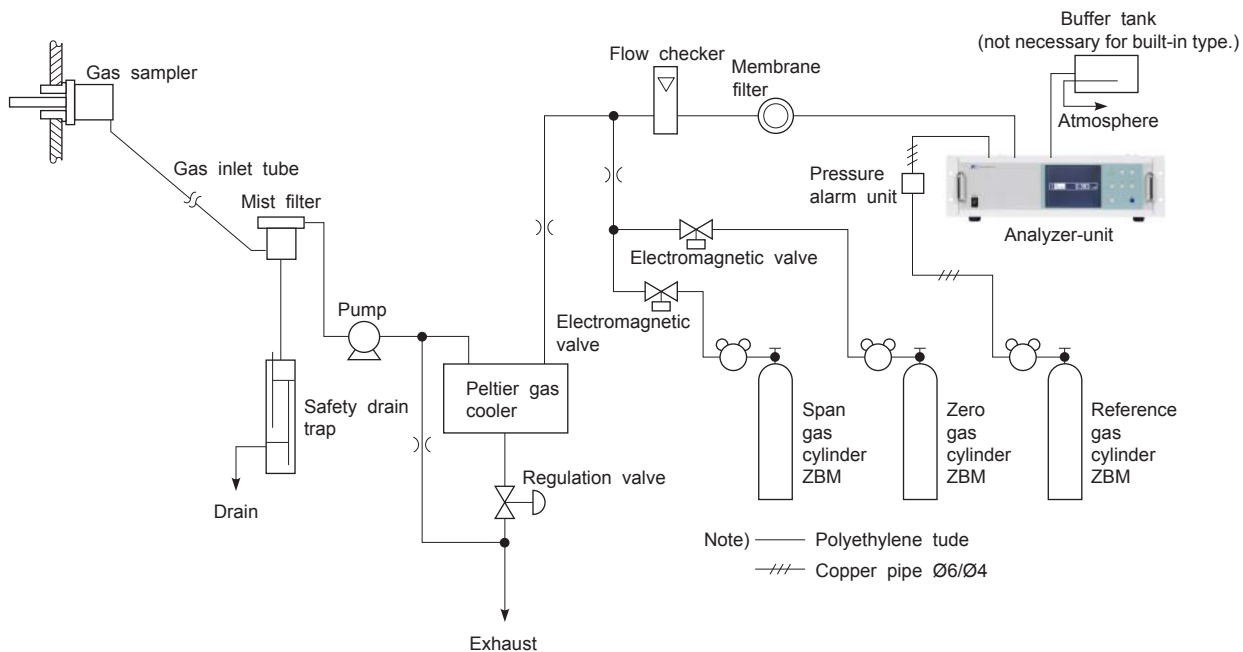 Buffer tank
(not necessary for built-in type.)
Gas sampler
Flow checker
Membrane
filter
Atmosphere
Gas inlet tube
Pressure
alarm unit
Mist filter
Analyzer-unit
Electromagnetic valve
Pump
Electromagnetic
valve
Peltier gas
cooler
Safety drain
trap
Span
gas
cylinder
ZBM
Zero
gas
cylinder
ZBM
Reference
gas
cylinder
ZBM
Regulation valve
Drain
Note)
Polyethylene tude
Copper pipe Ø6/Ø4
Exhaust